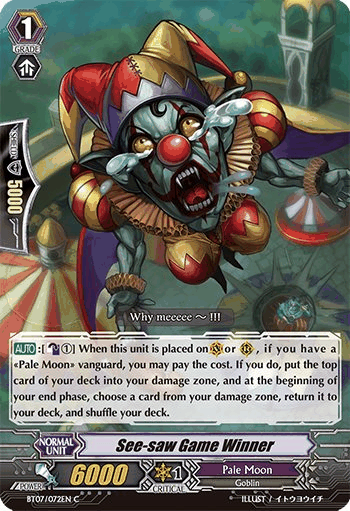 1
GRADE
SHIELD
5000
Why meeeee ～ !!!
AUTO :[ ①] When this unit is placed on or , if you have a
«Pale Moon» vanguard, you may pay the cost. If you do, put the top
card of your deck into your damage zone, and at the beginning of
your end phase, choose a card from your damage zone, return it to
your deck, and shuffle your deck.
NORMAL
UNIT
See-saw Game Winner
POWER
6000
1
CRITICAL
Pale Moon
Goblin
BT07/072EN C
ILLUST / イトウヨウイチ